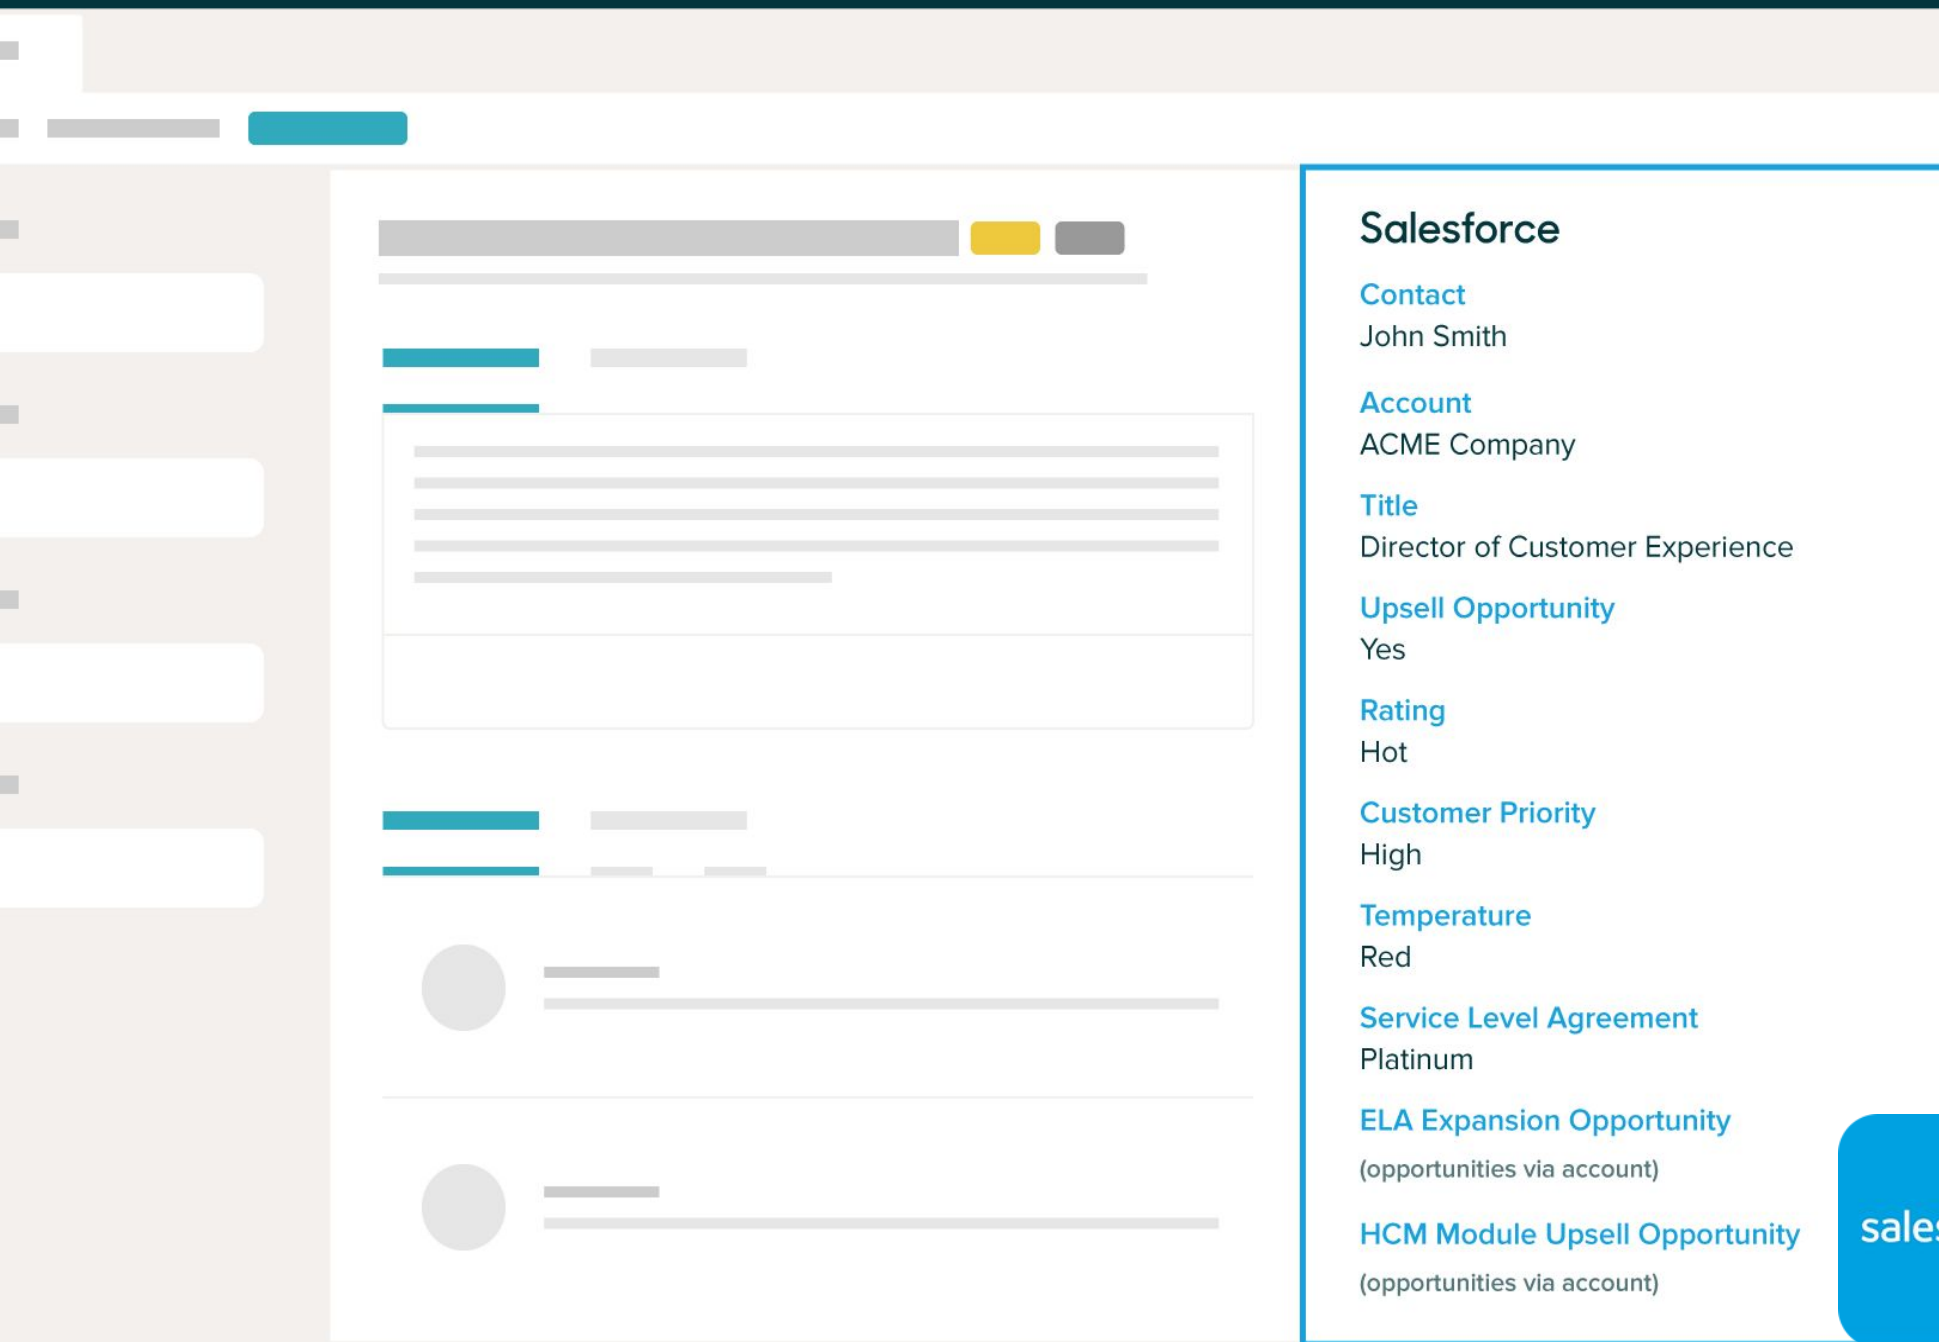 Salesforce
Contact
John Smith
Account
ACME Company
Title
Director of Customer Experience
Upsell Opportunity
Yes
Rating
Hot
Customer Priority
High
Temperature
Red
Service Level Agreement
Platinum
ELA Expansion Opportunity
(opportunities via account)
HCM Module Upsell Opportunity
(opportunities via account)